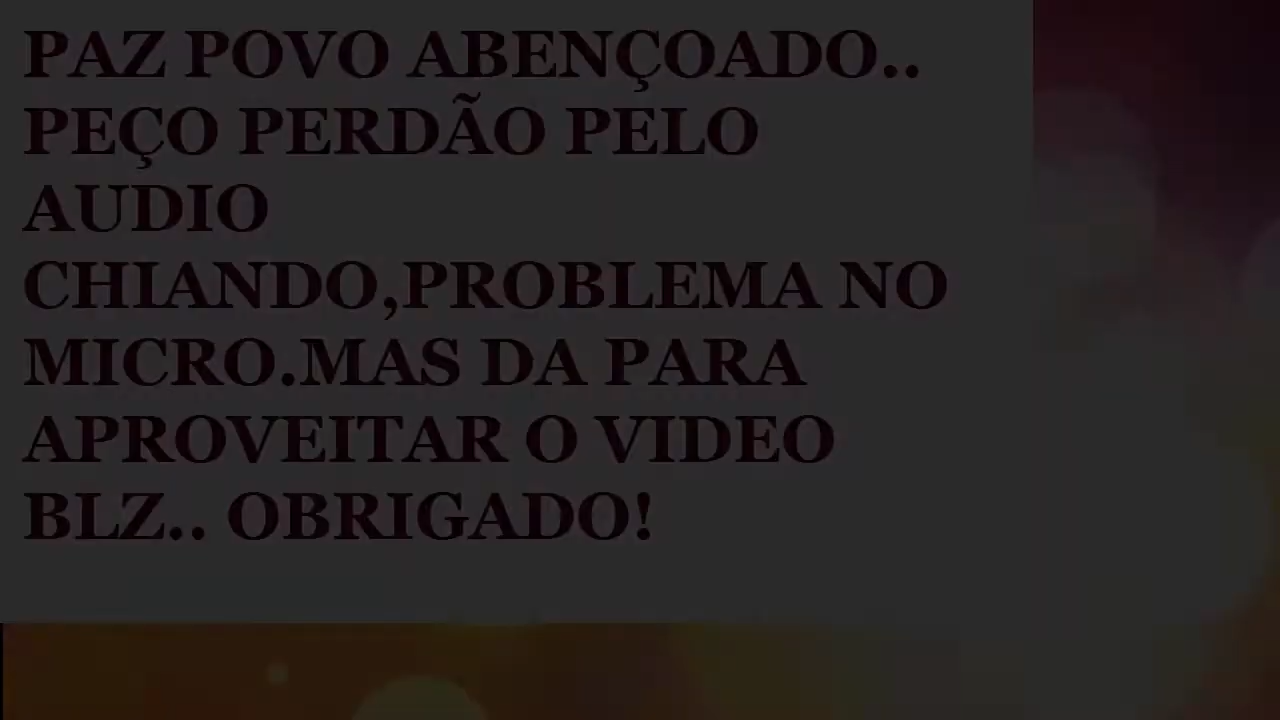 PAZ POVO ABENÇOADO..
PEÇO PERDÃO PELO
AUDIO
CHIANDO,PROBLEMA NO
MICRO.MAS DA PARA
APROVEITAR O VIDEO
BLZ.. OBRIGADO!